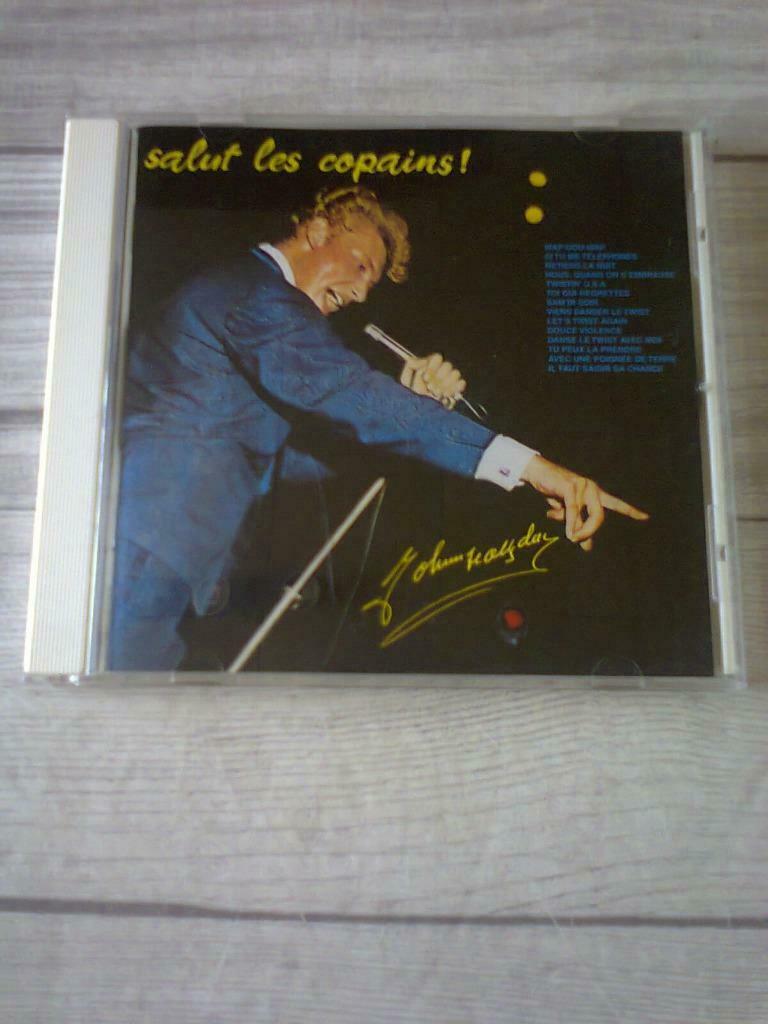 salut les copains!
WAP DOU WAP
SI TU ME TELEPHONES
RETIENS LA NUIT
NOUS, QUAND ON S'EMBRASSE
TWISTIN' U.S.A
TOI QUI REGRETTES
SAM'DI SOIR
VIENS DANSER LE TWIST
LET'S TWIST AGAIN
DOUCE VIOLENCE
DANSE LE TWIST AVEC MOI
TU PEUX LA PRENDRE
AVEC UNE POIGNEE DE TERRE
IL FAUT SAISIR SA CHANCE
Johnny Hallyday